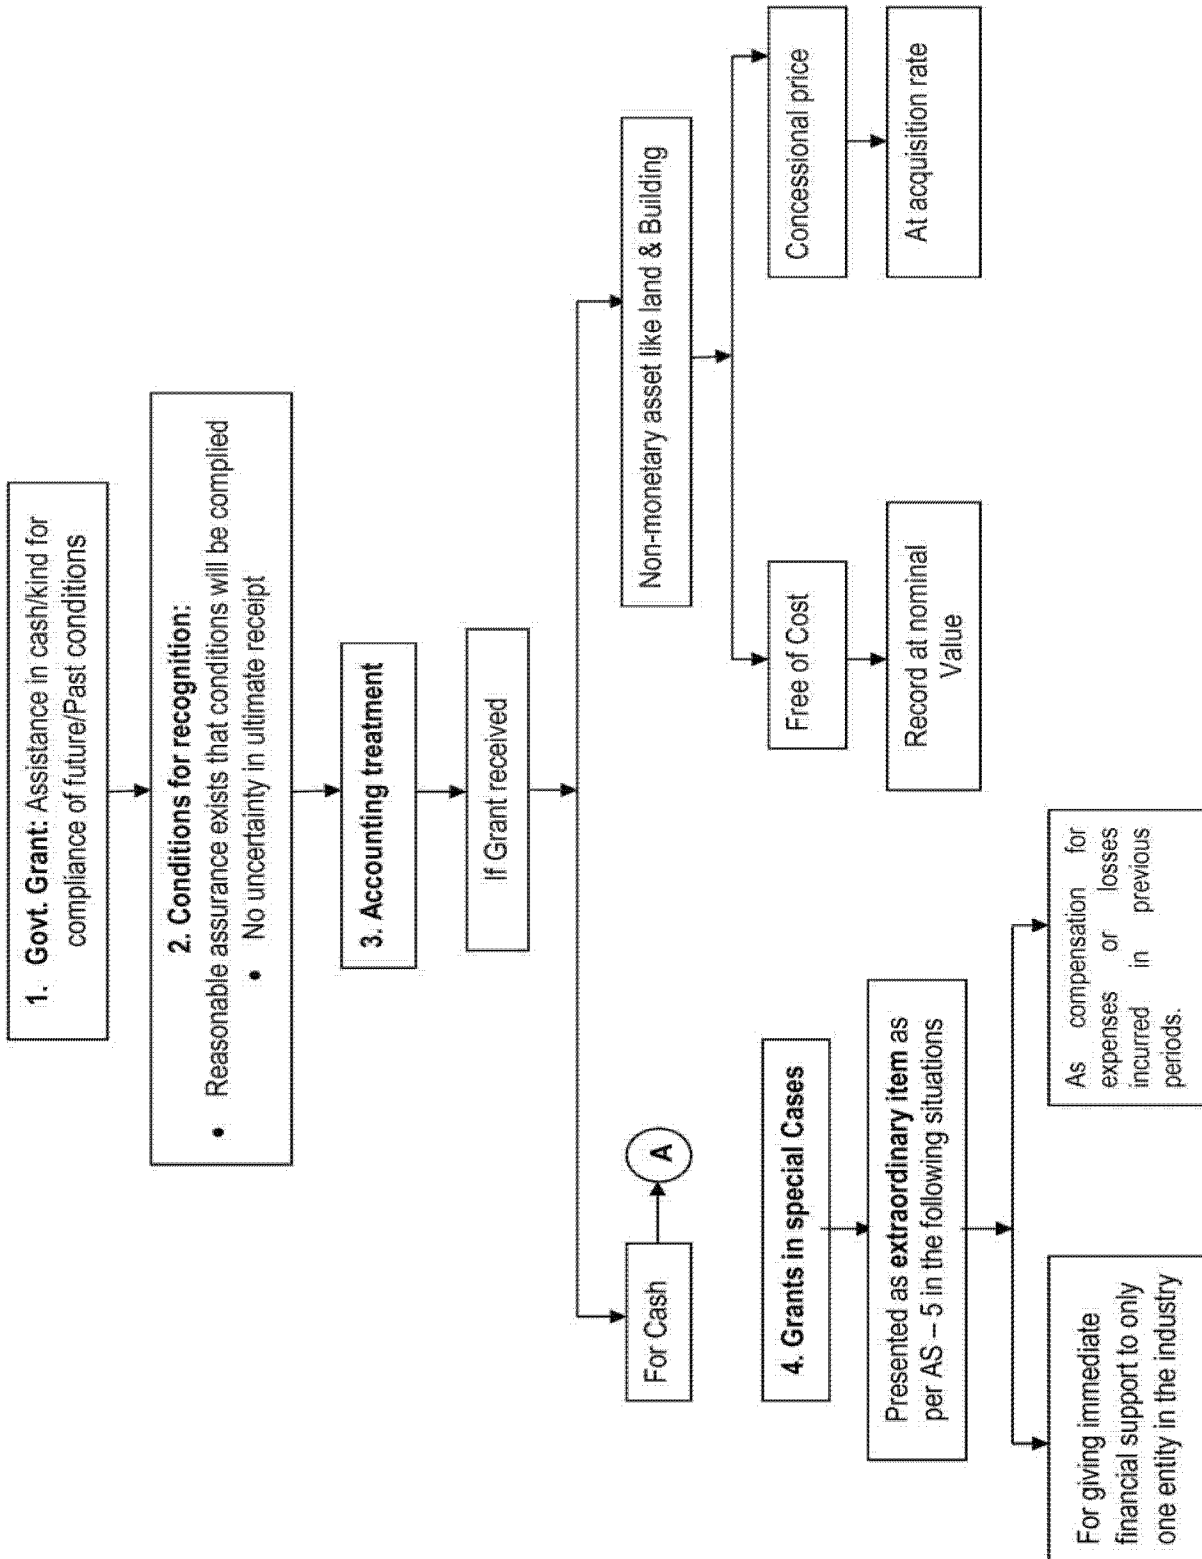 1. Govt. Grant: Assistance in cash/kind for
compliance of future/Past conditions
2. Conditions for recognition:
• Reasonable assurance exists that conditions will be complied
• No uncertainty in ultimate receipt
3. Accounting treatment
If Grant received
For Cash
A
Non-monetary asset like land & Building
Free of Cost
Record at nominal
Value
Concessional price
At acquisition rate
4. Grants in special Cases
Presented as extraordinary item as
per AS – 5 in the following situations
For giving immediate
financial support to only
one entity in the industry
As compensation for
expenses or losses
incurred in previous
periods.